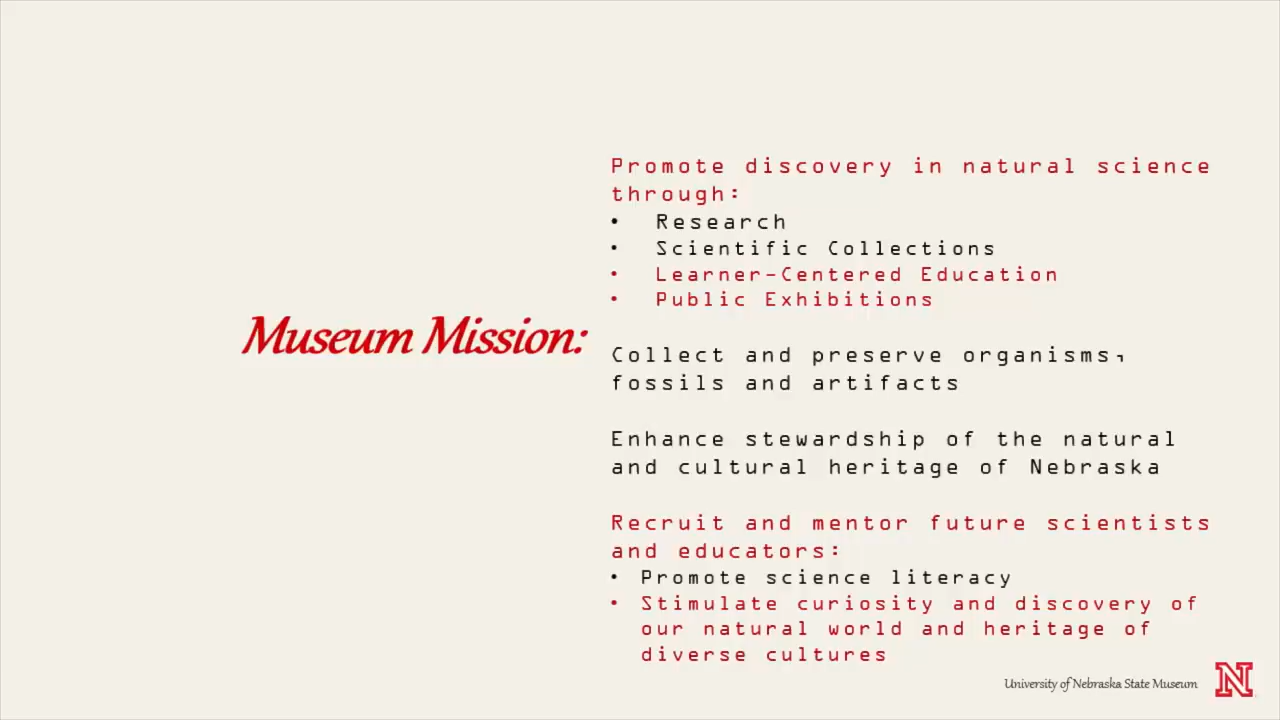 Museum Mission:
Promote discovery in natural science
through:
• Research
• Scientific Collections
• Learner-Centered Education
• Public Exhibitions
Collect and preserve organisms,
fossils and artifacts
Enhance stewardship of the natural
and cultural heritage of Nebraska
Recruit and mentor future scientists
and educators:
• Promote science literacy
• Stimulate curiosity and discovery of
our natural world and heritage of
diverse cultures
University of Nebraska State Museum
N